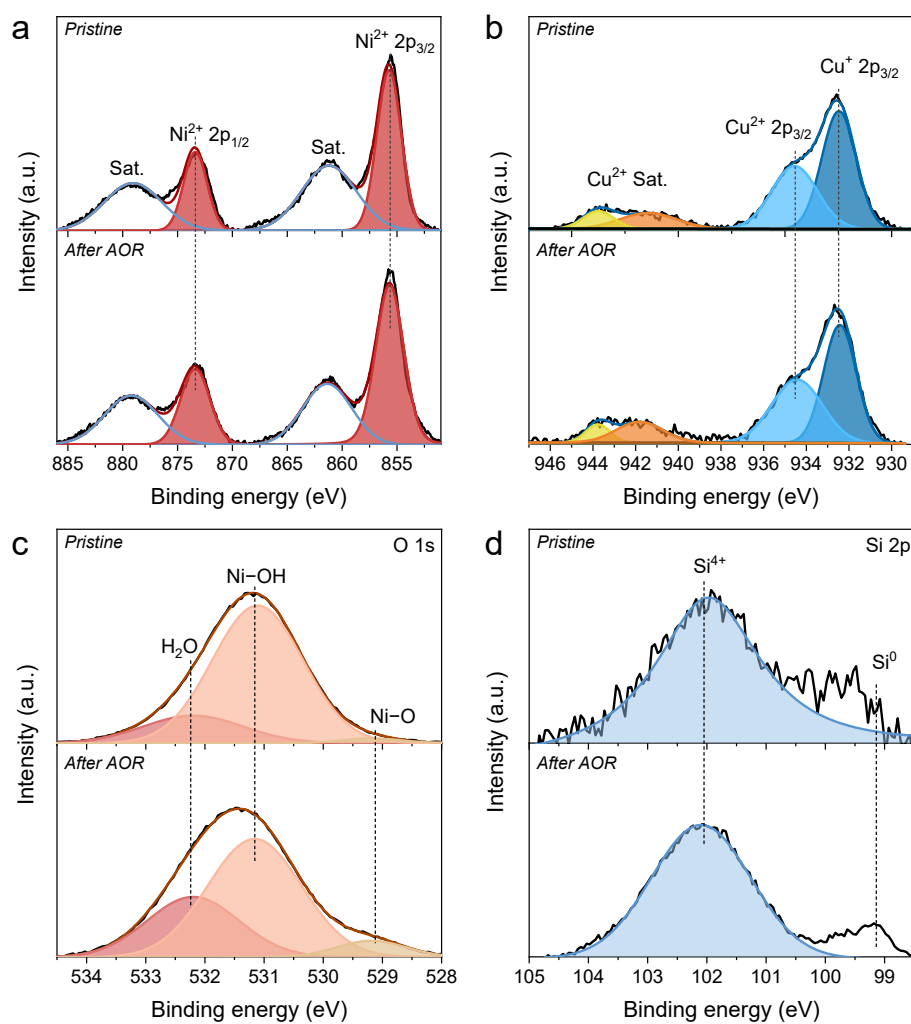 a
Pristine
Ni²⁺ 2p₃/₂
Ni²⁺ 2p₁/₂
Sat.
Sat.
After AOR
Intensity (a.u.)
885 880 875 870 865 860 855
Binding energy (eV)
b
Pristine
Cu⁺ 2p₃/₂
Cu²⁺ 2p₃/₂
Cu²⁺ Sat.
After AOR
Intensity (a.u.)
946 944 942 940 938 936 934 932 930
Binding energy (eV)
c
Pristine
O 1s
Ni−OH
H₂O
Ni−O
After AOR
Intensity (a.u.)
534 533 532 531 530 529 528
Binding energy (eV)
d
Pristine
Si 2p
Si⁴⁺
Si⁰
After AOR
Intensity (a.u.)
105 104 103 102 101 100 99
Binding energy (eV)